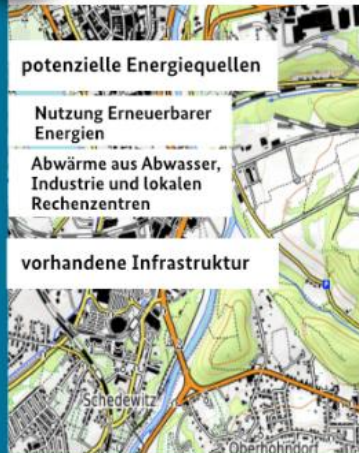 potenzielle Energiequellen
Nutzung Erneuerbarer
Energien
Abwärme aus Abwasser,
Industrie und lokalen
Rechenzentren
vorhandene Infrastruktur
P
Schedewitz
Oberhohndorf